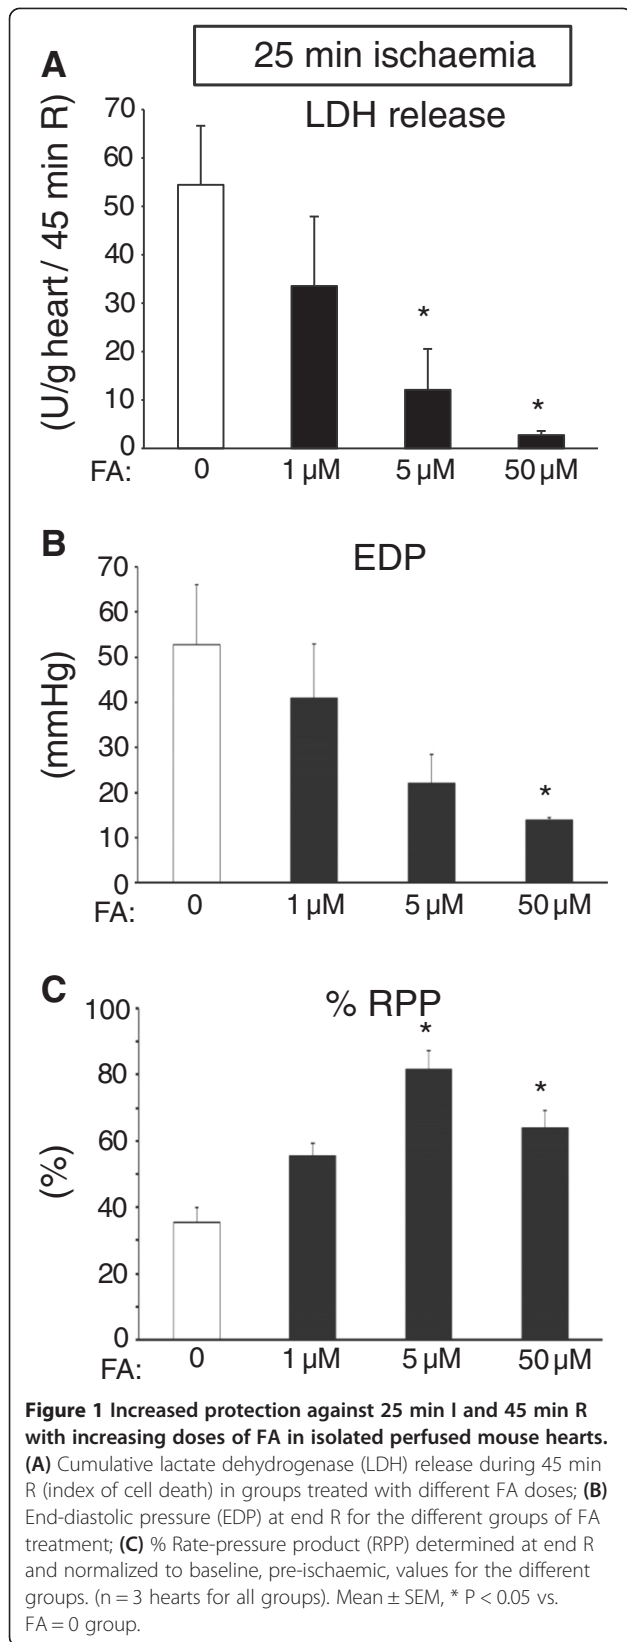 A
25 min ischaemia
LDH release
(U/g heart / 45 min R)
70
60
50
40
30
20
10
0
*
*
FA: 0 1 µM 5 µM 50 µM
B
EDP
(mmHg)
70
60
50
40
30
20
10
0
*
FA: 0 1 µM 5 µM 50 µM
C
% RPP
(%)
100
80
60
40
20
0
*
*
FA: 0 1 µM 5 µM 50 µM
Figure 1 Increased protection against 25 min I and 45 min R
with increasing doses of FA in isolated perfused mouse hearts.
(A) Cumulative lactate dehydrogenase (LDH) release during 45 min
R (index of cell death) in groups treated with different FA doses; (B)
End-diastolic pressure (EDP) at end R for the different groups of FA
treatment; (C) % Rate-pressure product (RPP) determined at end R
and normalized to baseline, pre-ischaemic, values for the different
groups. (n = 3 hearts for all groups). Mean ± SEM, * P < 0.05 vs.
FA = 0 group.